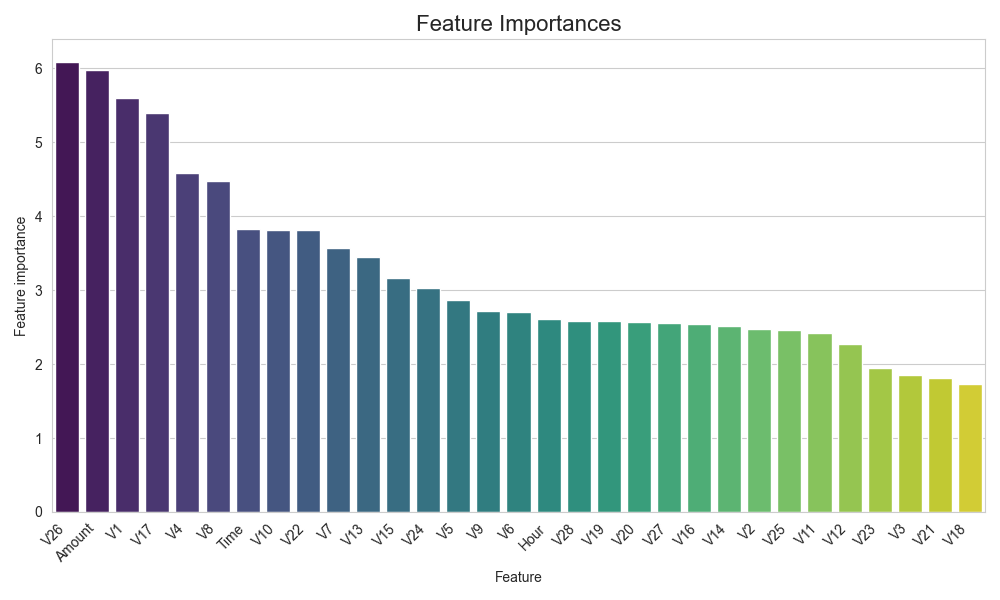 Feature Importances
Feature importance
6
5
4
3
2
1
0
V26 Amount V1 V17 V4 V8 Time V10 V22 V7 V13 V15 V24 V5 V9 V6 Hour V28 V19 V20 V27 V16 V14 V2 V25 V11 V12 V23 V3 V21 V18
Feature